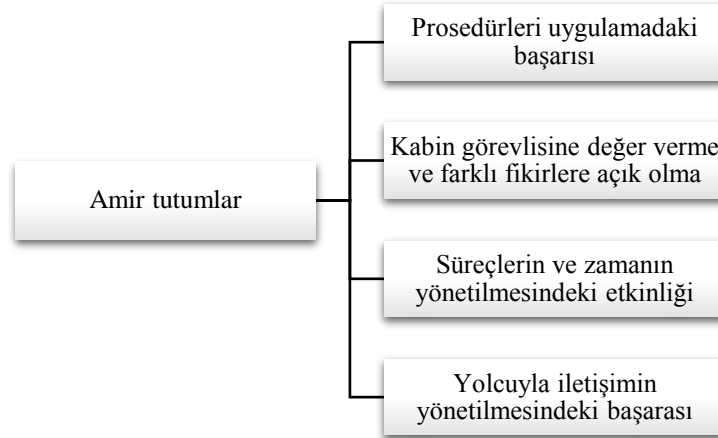 Prosedürleri uygulamadaki
başarısı
Kabin görevlisine değer verme
ve farklı fikirlere açık olma
Amir tutumlar
Süreçlerin ve zamanın
yönetilmesindeki etkinliği
Yolcuyla iletişimin
yönetilmesindeki başarası